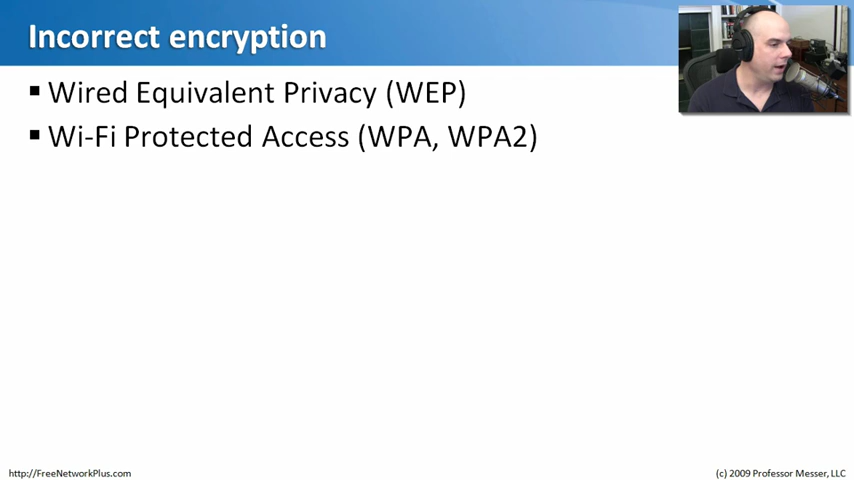 Incorrect encryption
▪ Wired Equivalent Privacy (WEP)
▪ Wi-Fi Protected Access (WPA, WPA2)
http://FreeNetworkPlus.com
(c) 2009 Professor Messer, LLC